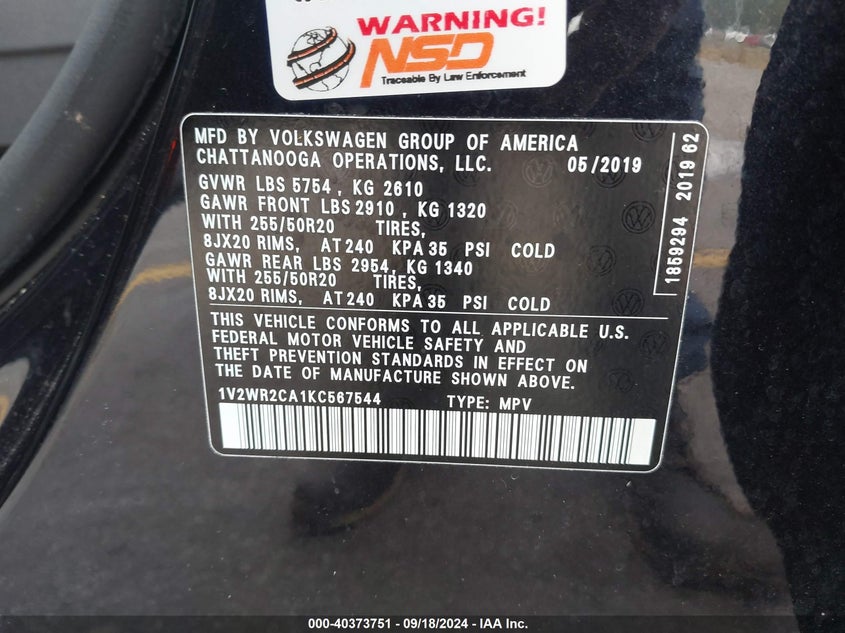 WARNING!
NSD
Traceable By Law Enforcement
MFD BY VOLKSWAGEN GROUP OF AMERICA
CHATTANOOGA OPERATIONS, LLC. 05/2019
GVWR LBS 5754 , KG 2610
GAWR FRONT LBS 2910 , KG 1320
WITH 255/50R20 TIRES,
8JX20 RIMS, AT 240 KPA 35 PSI COLD
GAWR REAR LBS 2954, KG 1340
WITH 255/50R20 TIRES,
8JX20 RIMS, AT 240 KPA 35 PSI COLD
THIS VEHICLE CONFORMS TO ALL APPLICABLE U.S.
FEDERAL MOTOR VEHICLE SAFETY AND
THEFT PREVENTION STANDARDS IN EFFECT ON
THE DATE OF MANUFACTURE SHOWN ABOVE.
1V2WR2CA1KC567544 TYPE: MPV
1859294 2019 62
000-40373751 - 09/18/2024 - IAA Inc.